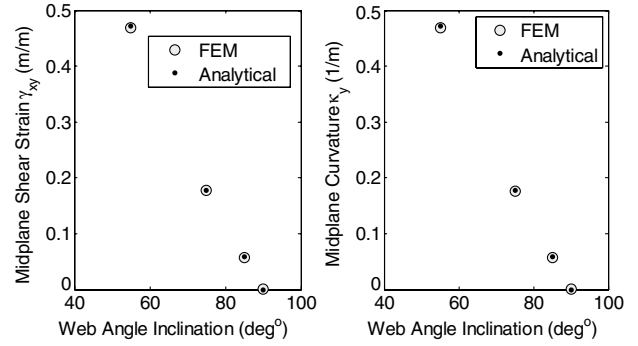 0.5
0.4
0.3
0.2
0.1
0
40
60
80
100
Midplane Shear Strain γxy (m/m)
Web Angle Inclination (deg°)
FEM
Analytical
0.5
0.4
0.3
0.2
0.1
0
40
60
80
100
Midplane Curvature κy (1/m)
Web Angle Inclination (deg°)
FEM
Analytical